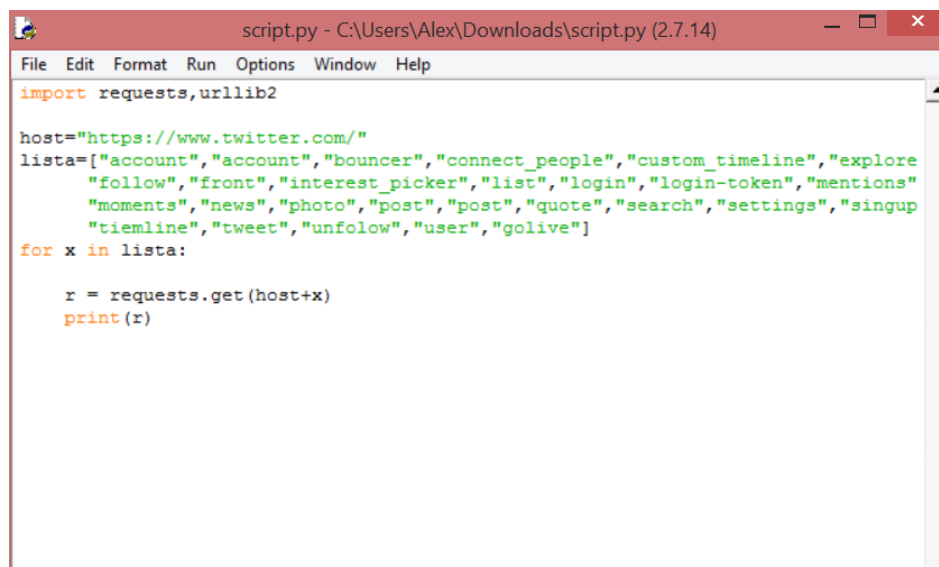 script.py - C:\Users\Alex\Downloads\script.py (2.7.14)
File Edit Format Run Options Window Help
import requests,urllib2
host="https://www.twitter.com/"
lista=["account","account","bouncer","connect_people","custom_timeline","explore
"follow","front","interest_picker","list","login","login-token","mentions"
"moments","news","photo","post","post","quote","search","settings","singup
"tiemline","tweet","unfolow","user","golive"]
for x in lista:
r = requests.get(host+x)
print(r)